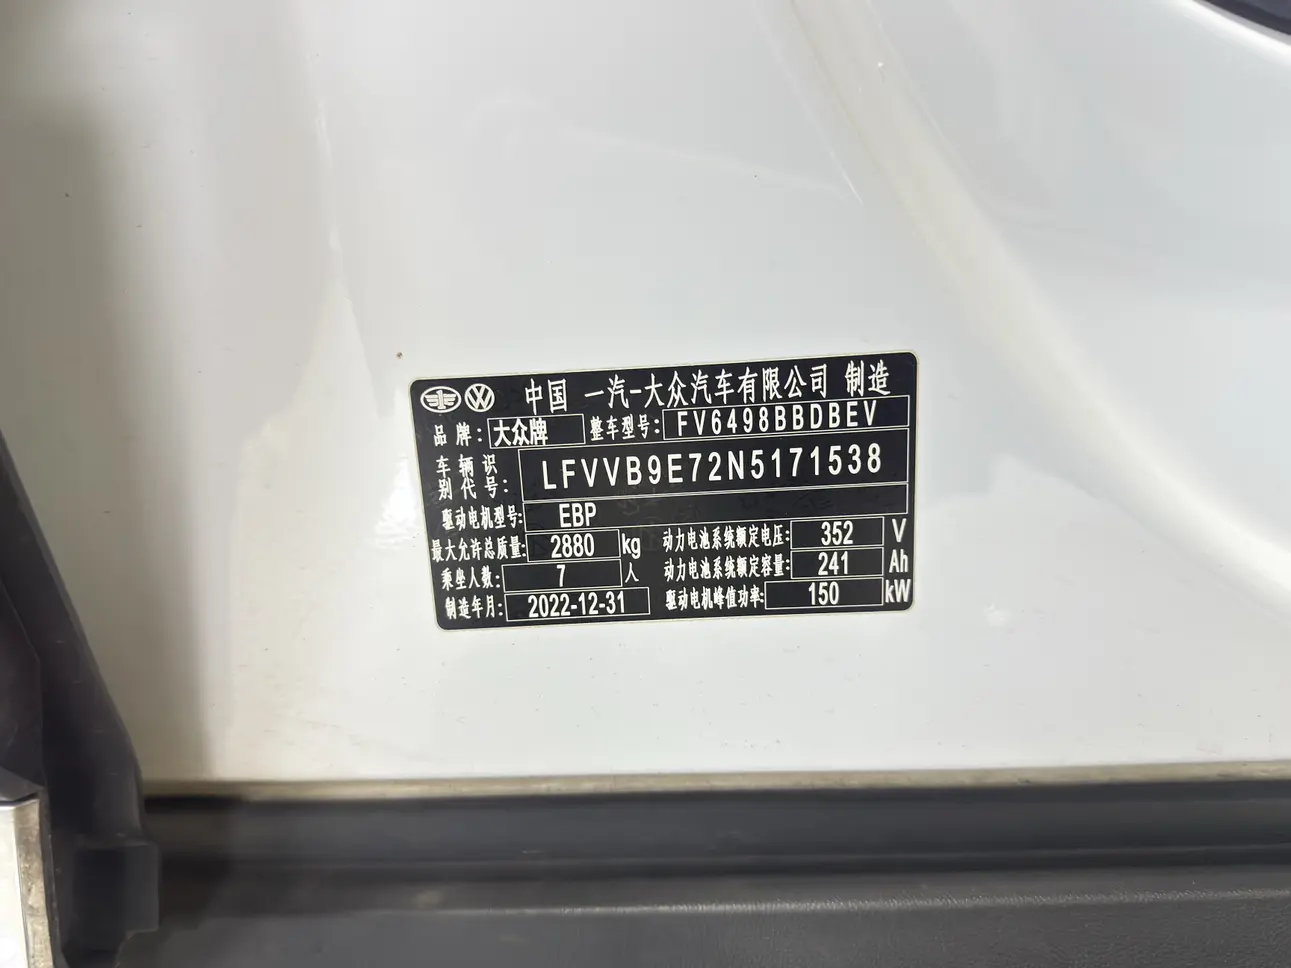 中国 一汽-大众汽车有限公司 制造
品牌: 大众牌 整车型号: FV6498BBDBEV
车辆识别代号: LFVVB9E72N5171538
驱动电机型号: EBP
最大允许总质量: 2880 kg 动力电池系统额定电压: 352 V
乘坐人数: 7 人 动力电池系统额定容量: 241 Ah
制造年月: 2022-12-31 驱动电机峰值功率: 150 kW